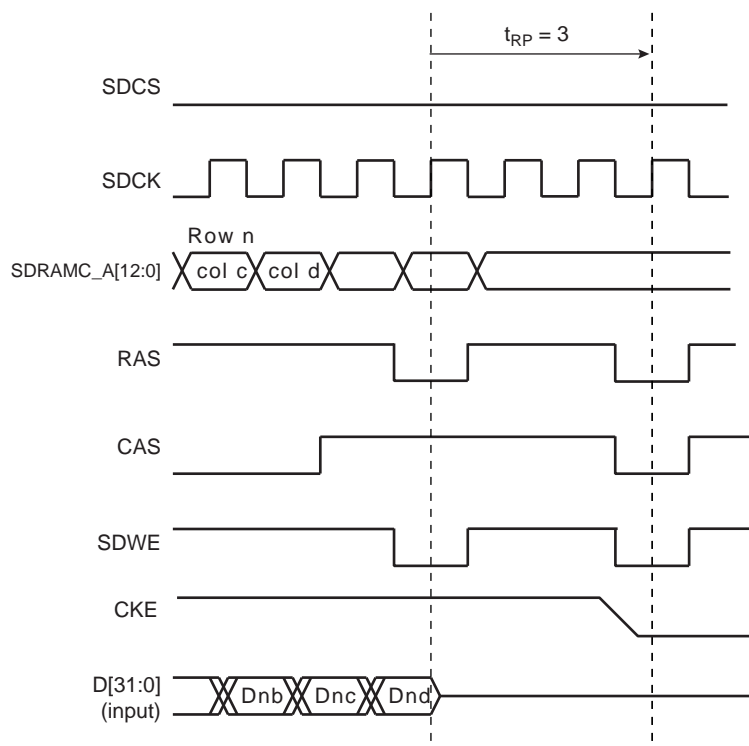 tRP = 3
SDCS
SDCK
Row n
SDRAMC_A[12:0]
col c
col d
RAS
CAS
SDWE
CKE
D[31:0]
(input)
Dnb
Dnc
Dnd